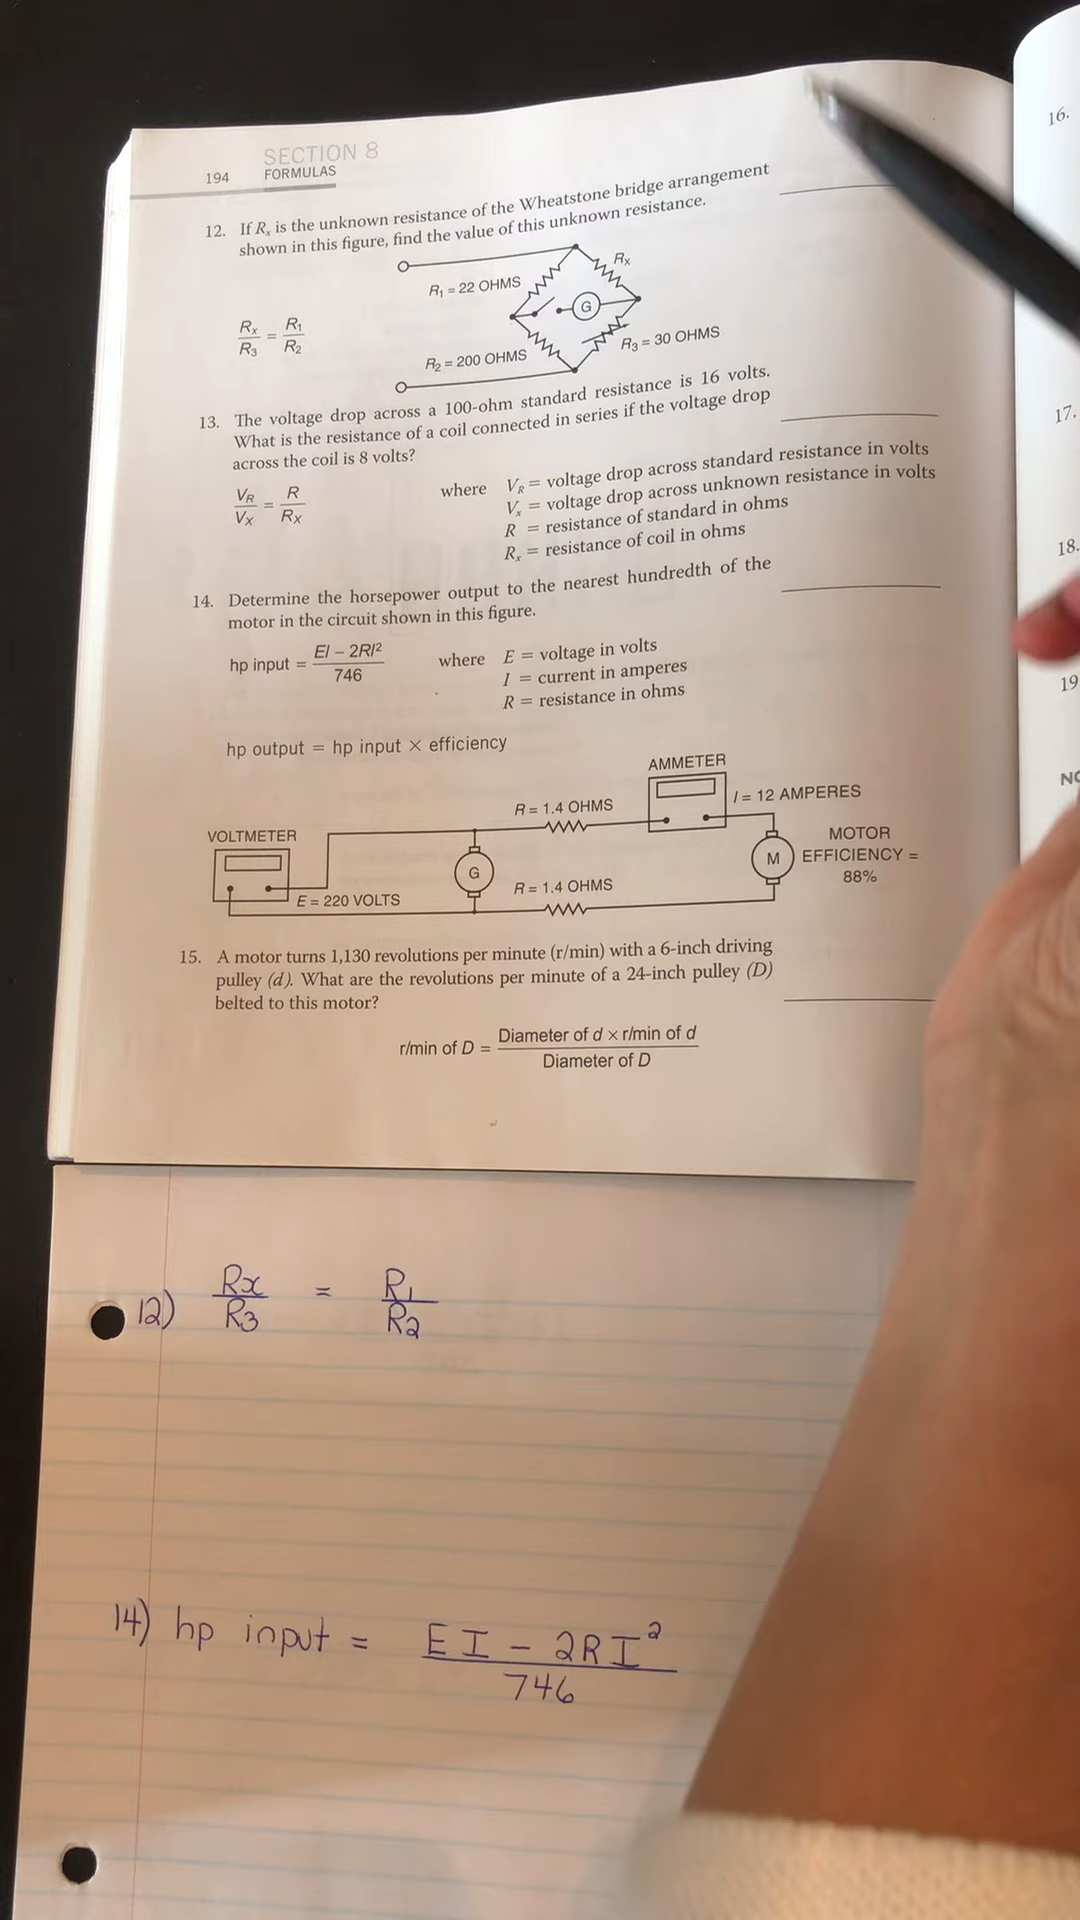 SECTION 8
194 FORMULAS
16.
12. If Rx is the unknown resistance of the Wheatstone bridge arrangement
shown in this figure, find the value of this unknown resistance.
Rx
R1 = 22 OHMS
G
Rx/R3 = R1/R2
R3 = 30 OHMS
R2 = 200 OHMS
13. The voltage drop across a 100-ohm standard resistance is 16 volts.
What is the resistance of a coil connected in series if the voltage drop
across the coil is 8 volts?
17.
VR/VX = R/RX
where VR = voltage drop across standard resistance in volts
Vx = voltage drop across unknown resistance in volts
R = resistance of standard in ohms
Rx = resistance of coil in ohms
18.
14. Determine the horsepower output to the nearest hundredth of the
motor in the circuit shown in this figure.
hp input = EI – 2RI²/746
where E = voltage in volts
I = current in amperes
R = resistance in ohms
19
hp output = hp input × efficiency
NO
AMMETER
R = 1.4 OHMS
I = 12 AMPERES
VOLTMETER
MOTOR
EFFICIENCY =
88%
G
M
R = 1.4 OHMS
E = 220 VOLTS
15. A motor turns 1,130 revolutions per minute (r/min) with a 6-inch driving
pulley (d). What are the revolutions per minute of a 24-inch pulley (D)
belted to this motor?
r/min of D = Diameter of d × r/min of d/Diameter of D
12) Rx/R3 = R1/R2
14) hp input = EI - 2RI²/746